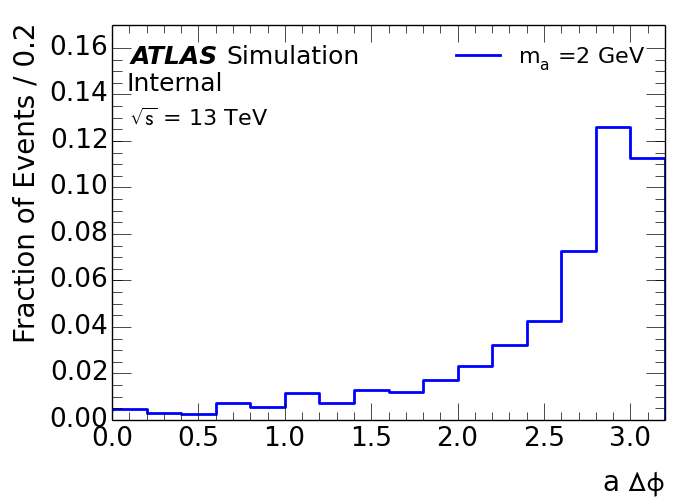 Fraction of Events / 0.2
0.16
0.14
0.12
0.10
0.08
0.06
0.04
0.02
0.00
ATLAS Simulation
Internal
√s = 13 TeV
mₐ =2 GeV
0.0 0.5 1.0 1.5 2.0 2.5 3.0
a Δϕ